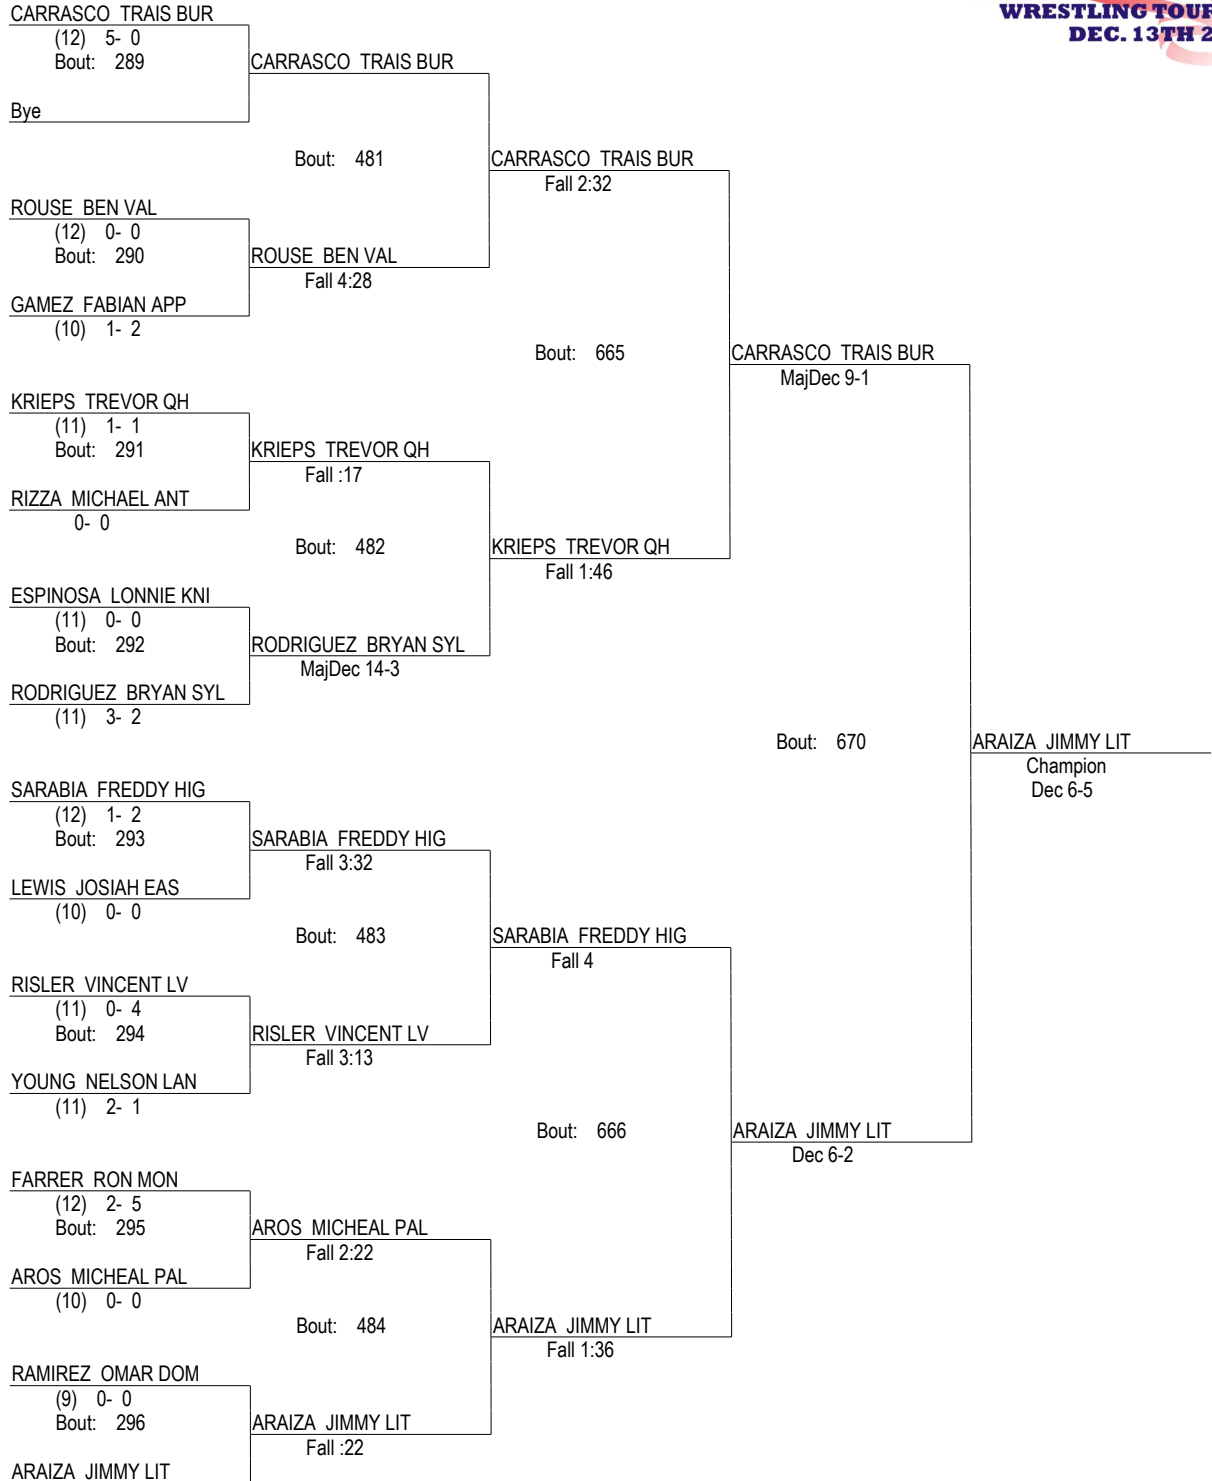 CARRASCO TRAIS BUR
(12) 5- 0
Bout: 289
Bye
ROUSE BEN VAL
(12) 0- 0
Bout: 290
GAMEZ FABIAN APP
(10) 1- 2
KRIEPS TREVOR QH
(11) 1- 1
Bout: 291
RIZZA MICHAEL ANT
0- 0
ESPINOSA LONNIE KNI
(11) 0- 0
Bout: 292
RODRIGUEZ BRYAN SYL
(11) 3- 2
SARABIA FREDDY HIG
(12) 1- 2
Bout: 293
LEWIS JOSIAH EAS
(10) 0- 0
RISLER VINCENT LV
(11) 0- 4
Bout: 294
YOUNG NELSON LAN
(11) 2- 1
FARRER RON MON
(12) 2- 5
Bout: 295
AROS MICHEAL PAL
(10) 0- 0
RAMIREZ OMAR DOM
(9) 0- 0
Bout: 296
ARAIZA JIMMY LIT
CARRASCO TRAIS BUR
Bout: 481
ROUSE BEN VAL
Fall 4:28
KRIEPS TREVOR QH
Fall :17
Bout: 482
RODRIGUEZ BRYAN SYL
MajDec 14-3
SARABIA FREDDY HIG
Fall 3:32
Bout: 483
RISLER VINCENT LV
Fall 3:13
AROS MICHEAL PAL
Fall 2:22
Bout: 484
ARAIZA JIMMY LIT
Fall :22
CARRASCO TRAIS BUR
Fall 2:32
Bout: 665
KRIEPS TREVOR QH
Fall 1:46
SARABIA FREDDY HIG
Fall 4
Bout: 666
ARAIZA JIMMY LIT
Fall 1:36
CARRASCO TRAIS BUR
MajDec 9-1
Bout: 670
ARAIZA JIMMY LIT
Dec 6-2
WRESTLING TOUR
DEC. 13TH 2
ARAIZA JIMMY LIT
Champion
Dec 6-5